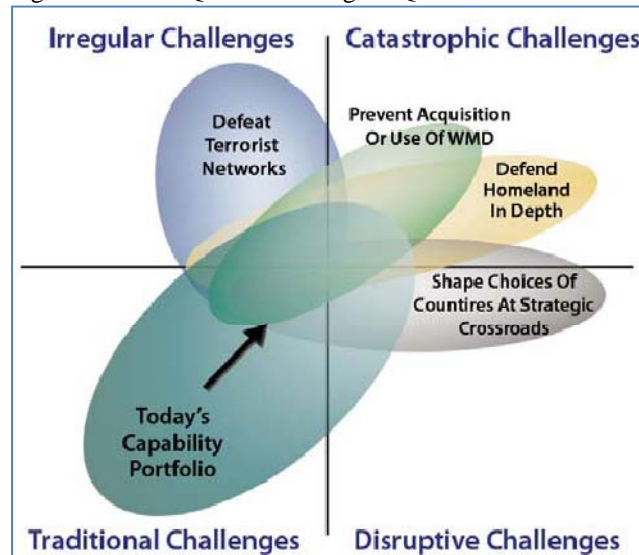 Irregular Challenges
Catastrophic Challenges
Defeat
Terrorist
Networks
Prevent Acquisition
Or Use Of WMD
Defend
Homeland
In Depth
Shape Choices Of
Countires At Strategic
Crossroads
Today's
Capability
Portfolio
Traditional Challenges
Disruptive Challenges